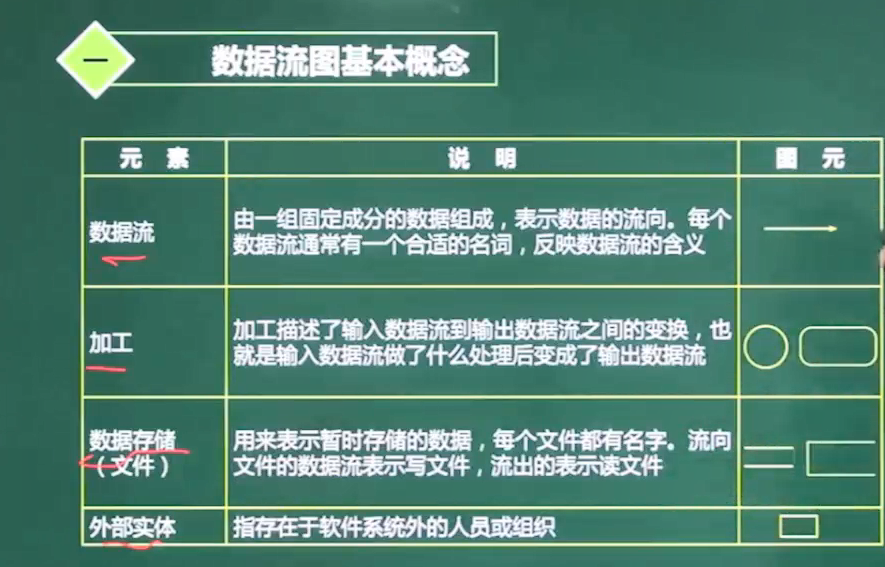 一 数据流图基本概念
元 素 说 明 图 元
数据流
由一组固定成分的数据组成，表示数据的流向。每个
数据流通常有一个合适的名词，反映数据流的含义
加工
加工描述了输入数据流到输出数据流之间的变换，也
就是输入数据流做了什么处理后变成了输出数据流
数据存储
（文件）
用来表示暂时存储的数据，每个文件都有名字。流向
文件的数据流表示写文件，流出的表示读文件
外部实体
指存在于软件系统外的人员或组织